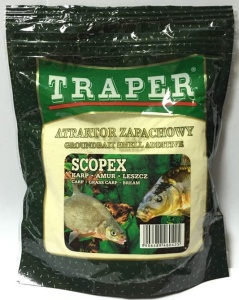 TRAPER
ATRAKTOR ZAPACHOWY
GROUNDBAIT SMELL ADDITIVE
SCOPEX
KARP - AMUR - LESZCZ
CARP - GRASS CARP - BREAM